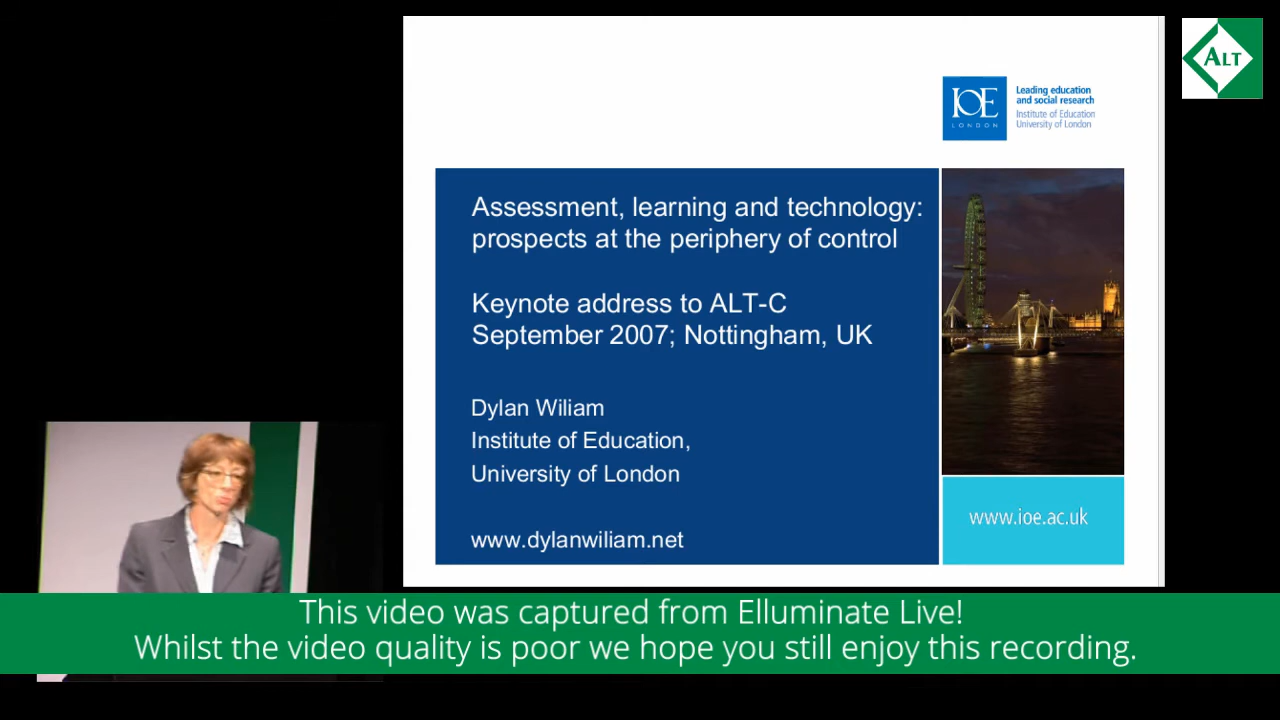 ALT
IOE
LONDON
Leading education
and social research
Institute of Education
University of London
Assessment, learning and technology:
prospects at the periphery of control
Keynote address to ALT-C
September 2007; Nottingham, UK
Dylan Wiliam
Institute of Education,
University of London
www.dylanwiliam.net
www.ioe.ac.uk
This video was captured from Elluminate Live!
Whilst the video quality is poor we hope you still enjoy this recording.